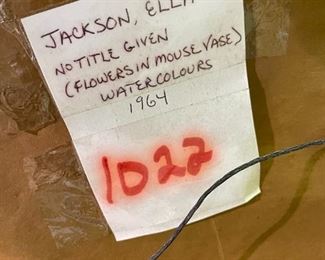 JACKSON, ELLA
NO TITLE GIVEN
(FLOWERS IN MOUSE VASE)
WATERCOLOURS
1964
1022